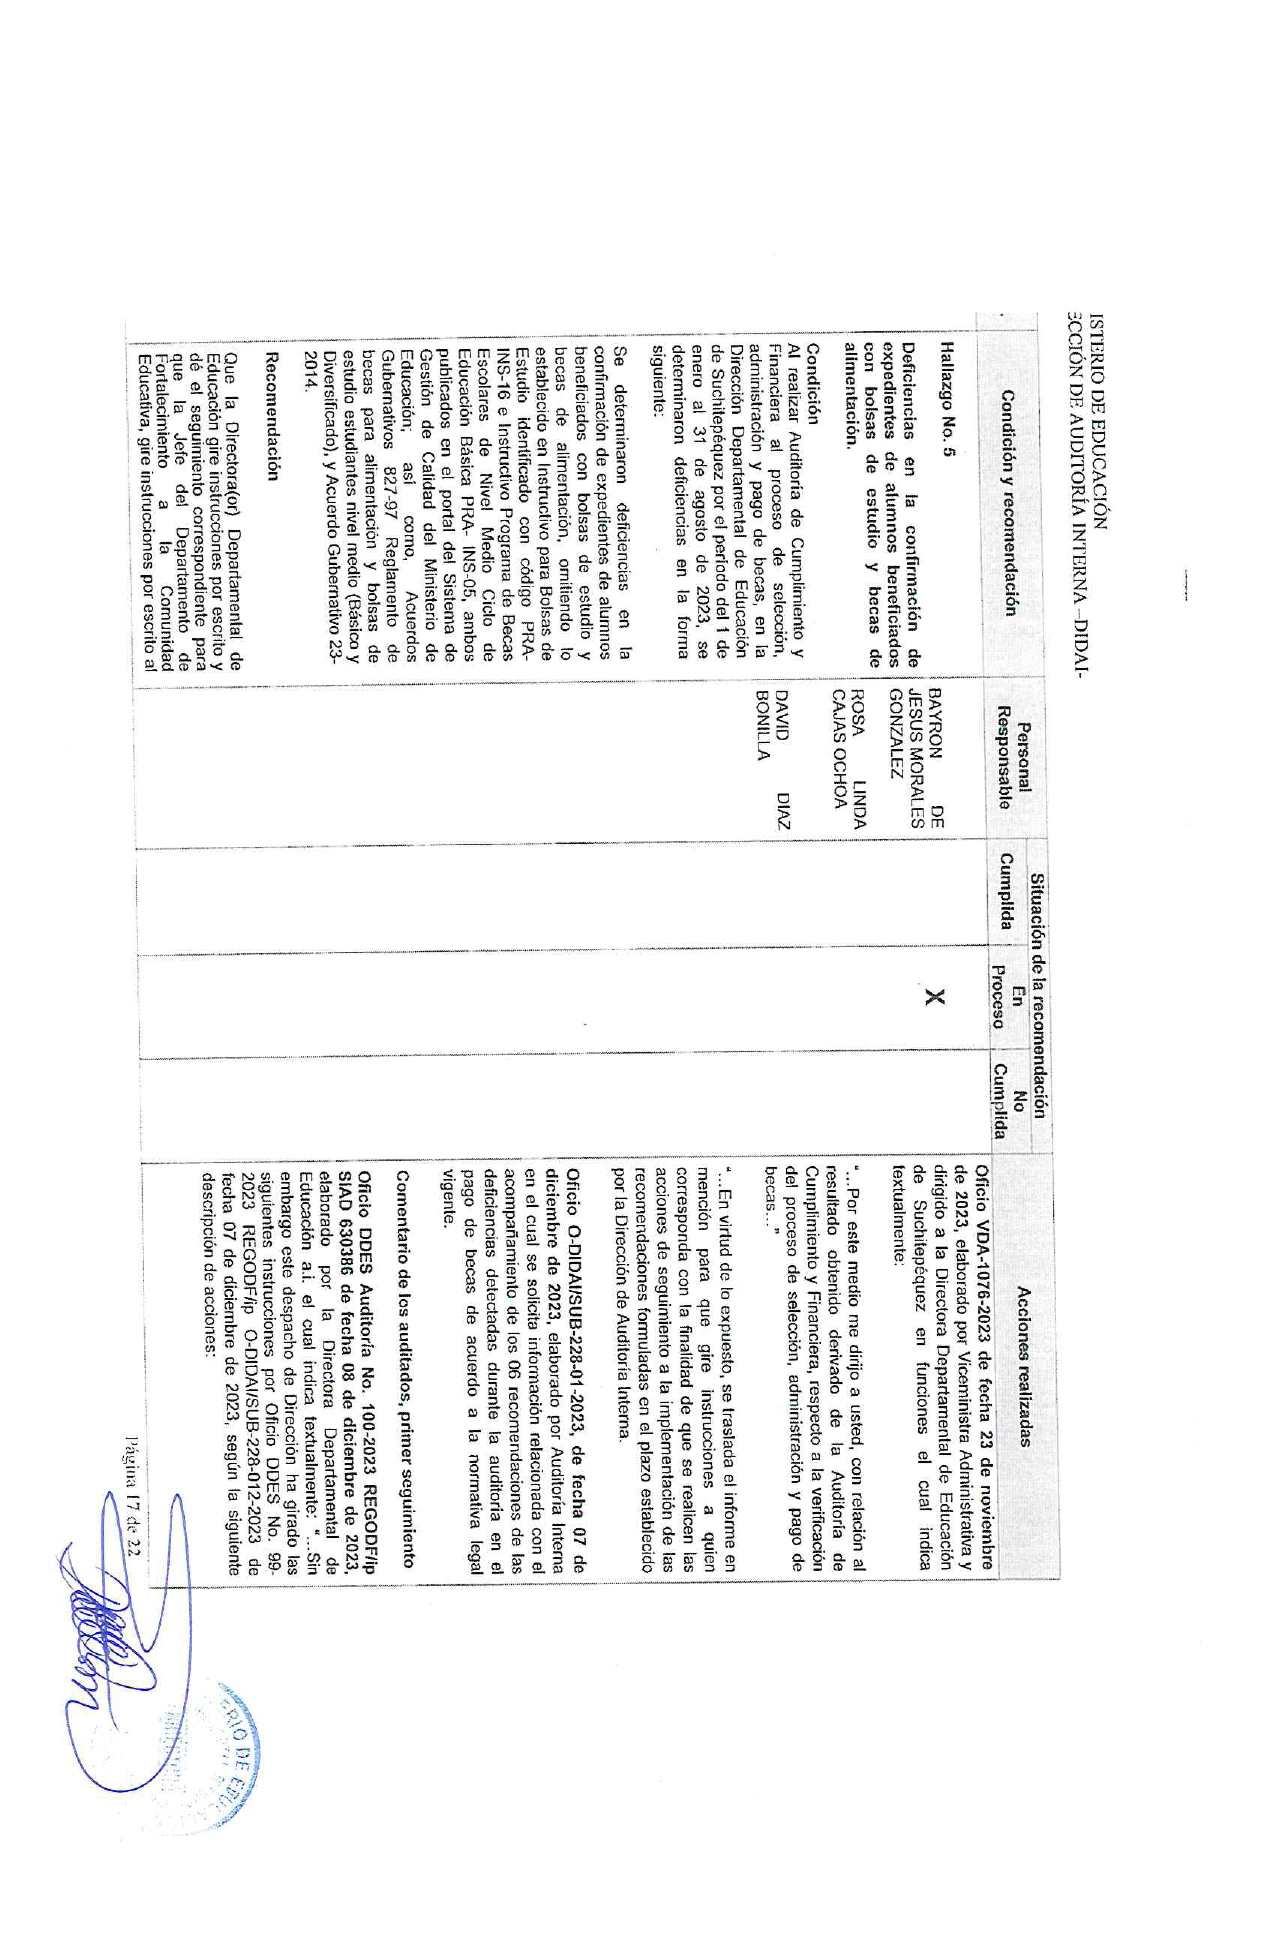 ISTERIO DE EDUCACIÓN
ECCIÓN DE AUDITORÍA INTERNA –DIDAI-
Condición y recomendación
Personal
Responsable
Situación de la recomendación
Cumplida
En
Proceso
No
Cumplida
Acciones realizadas
Hallazgo No. 5
Deficiencias en la confirmación de
expedientes de alumnos beneficiados
con bolsas de estudio y becas de
alimentación.
Condición
Al realizar Auditoría de Cumplimiento y
Financiera al proceso de selección,
administración y pago de becas, en la
Dirección Departamental de Educación
de Suchitepéquez por el periodo del 1 de
enero al 31 de agosto de 2023, se
determinaron deficiencias en la forma
siguiente:
Se determinaron deficiencias en la
confirmación de expedientes de alumnos
beneficiados con bolsas de estudio y
becas de alimentación, omitiendo lo
establecido en Instructivo para Bolsas de
Estudio identificado con código PRA-
INS-16 e Instructivo Programa de Becas
Escolares de Nivel Medio Ciclo de
Educación Básica PRA- INS-05, ambos
publicados en el portal del Sistema de
Gestión de Calidad del Ministerio de
Educación; así como, Acuerdos
Gubernativos 827-97 Reglamento de
becas para alimentación y bolsas de
estudio estudiantes nivel medio (Básico y
Diversificado), y Acuerdo Gubernativo 23-
2014.
Recomendación
Que la Directora(or) Departamental de
Educación gire instrucciones por escrito y
dé el seguimiento correspondiente para
que la Jefe del Departamento de
Fortalecimiento a la Comunidad
Educativa, gire instrucciones por escrito al
BAYRON DE
JESUS MORALES
GONZALEZ
ROSA LINDA
CAJAS OCHOA
DAVID DIAZ
BONILLA
X
Oficio VDA-1076-2023 de fecha 23 de noviembre
de 2023, elaborado por Viceministra Administrativa y
dirigido a la Directora Departamental de Educación
de Suchitepéquez en funciones el cual indica
textualmente:
“...Por este medio me dirijo a usted, con relación al
resultado obtenido derivado de la Auditoría de
Cumplimiento y Financiera, respecto a la verificación
del proceso de selección, administración y pago de
becas...”
“...En virtud de lo expuesto, se traslada el informe en
mención para que gire instrucciones a quien
corresponda con la finalidad de que se realicen las
acciones de seguimiento a la implementación de las
recomendaciones formuladas en el plazo establecido
por la Dirección de Auditoría Interna.
Oficio O-DIDAI/SUB-228-01-2023, de fecha 07 de
diciembre de 2023, elaborado por Auditoría Interna
en el cual se solicita información relacionada con el
acompañamiento de los 06 recomendaciones de las
deficiencias detectadas durante la auditoría en el
pago de becas de acuerdo a la normativa legal
vigente.
Comentario de los auditados, primer seguimiento
Oficio DDES Auditoría No. 100-2023 REGODF/ip
SIAD 630386 de fecha 08 de diciembre de 2023,
elaborado por la Directora Departamental de
Educación a.i. el cual indica textualmente: “...Sin
embargo este despacho de Dirección ha girado las
siguientes instrucciones por Oficio DDES No. 99-
2023 REGODF/ip O-DIDAI/SUB-228-012-2023 de
fecha 07 de diciembre de 2023, según la siguiente
descripción de acciones:
Página 17 de 22
ERIO DE EDUCA